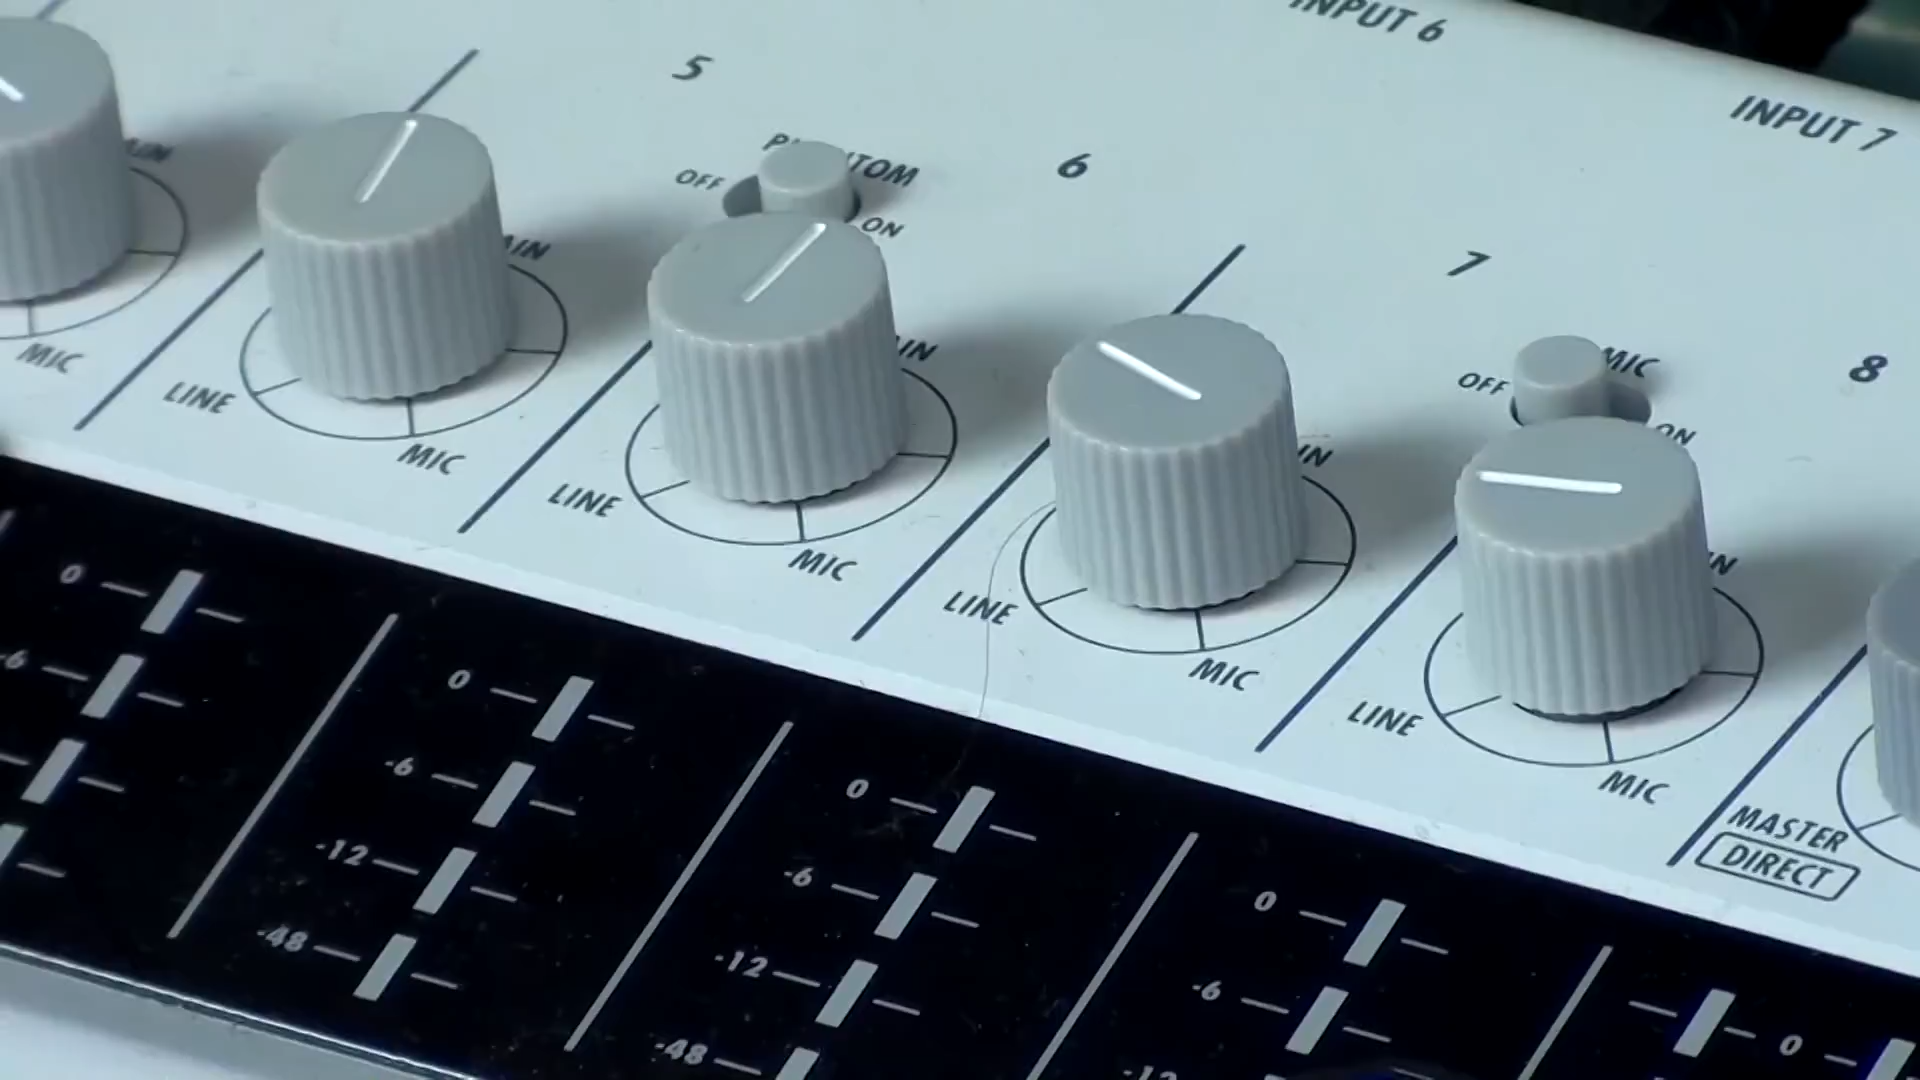 INPUT 6
INPUT 7
5
6
7
8
OFF
ON
OFF
MIC
ON
MIC
LINE
MIC
LINE
MIC
LINE
MIC
LINE
MIC
MASTER
DIRECT
0
-6
0
-6
-12
-48
0
-6
-12
-48
0
-6
-12
0